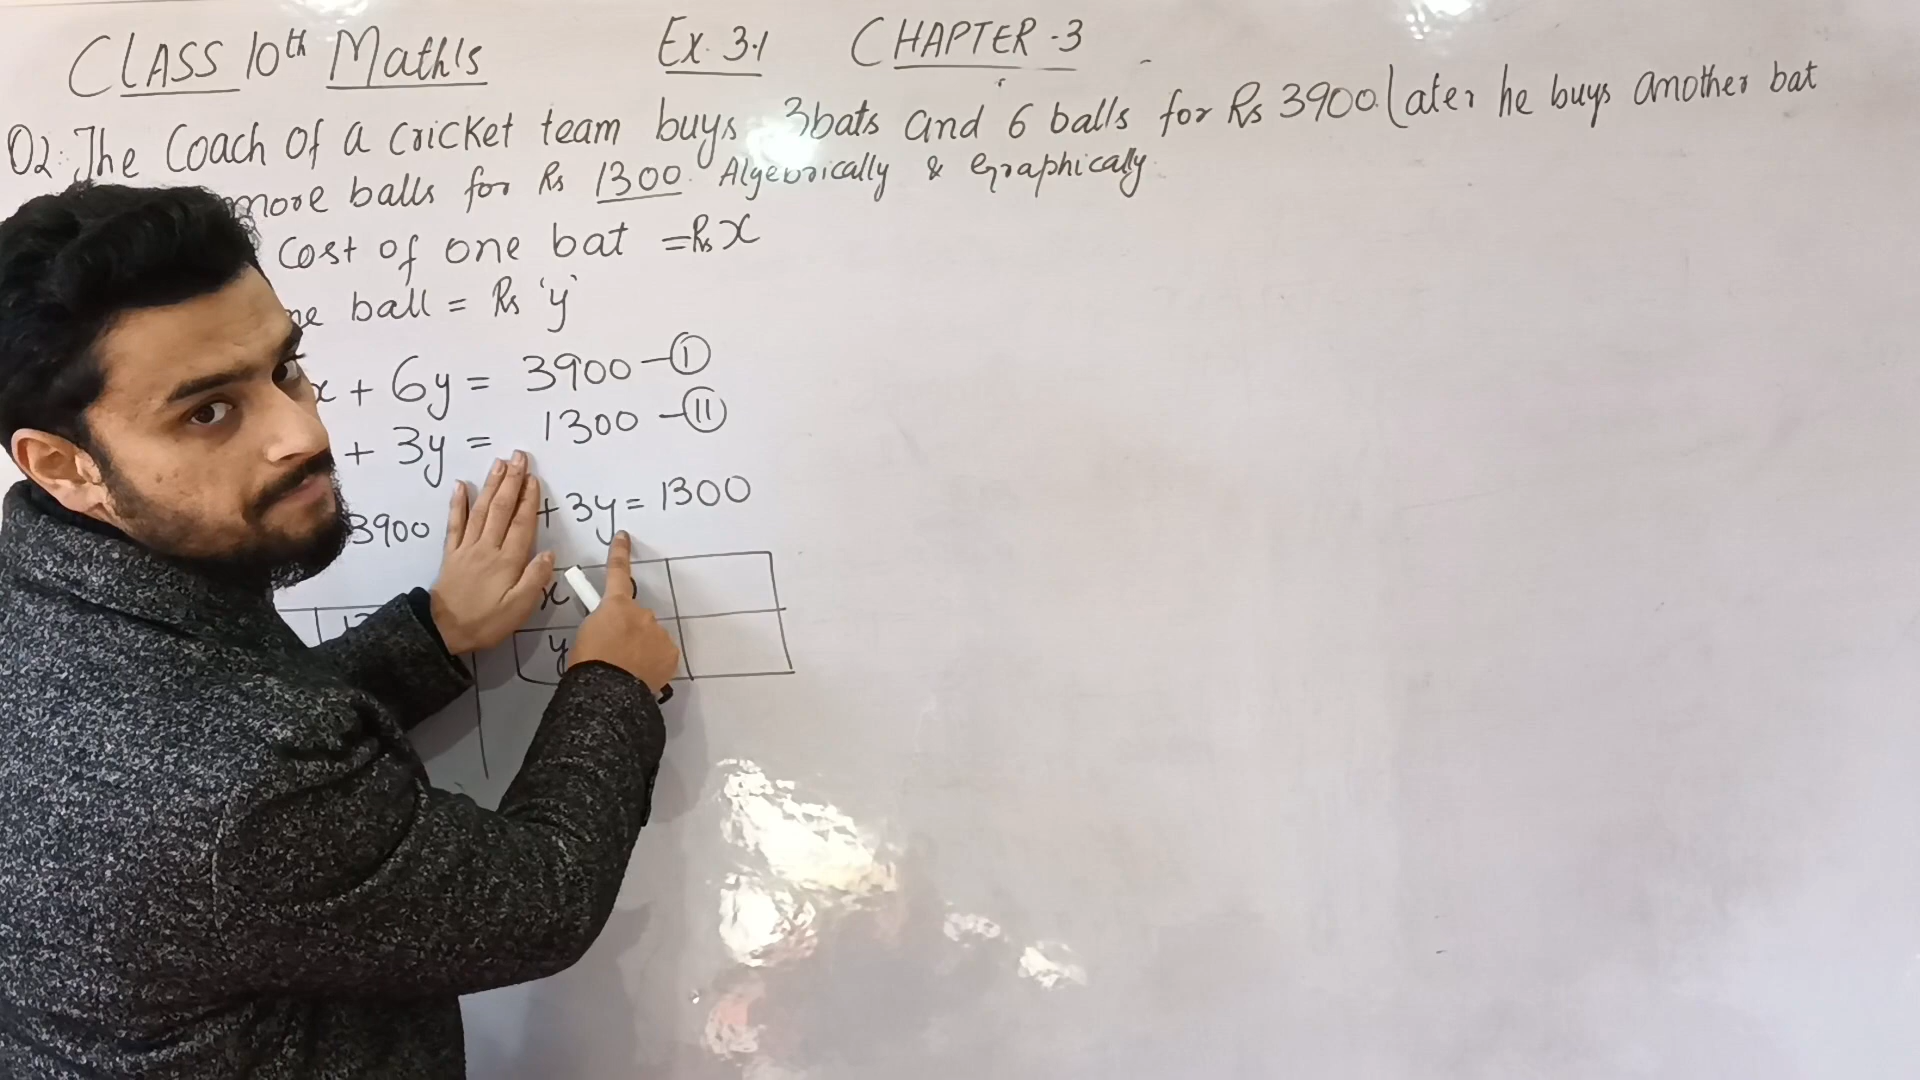 CLASS 10th Math's Ex. 3.1 CHAPTER-3
Q2: The Coach of a cricket team buys 3bats and 6 balls for Rs 3900. Later he buys another bat
more balls for Rs 1300. Algebrically & Graphically.
cost of one bat = Rs x
ball = Rs 'y'
x + 6y = 3900 — (I)
+ 3y = 1300 — (II)
3900 + 3y = 1300
x
y